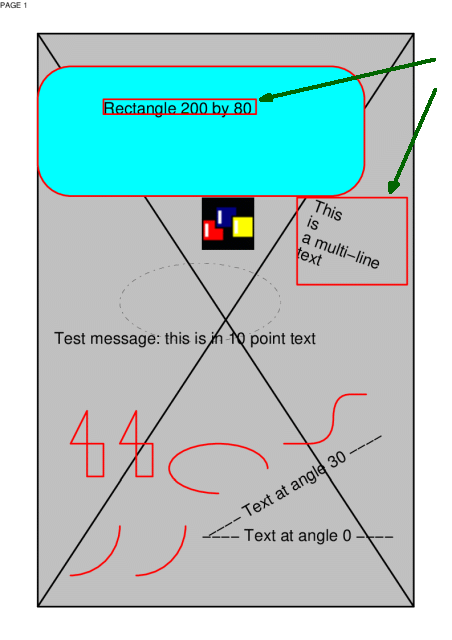 PAGE 1
Rectangle 200 by 80
This
is
a multi−line
text
Test message: this is in 10 point text
−−−− Text at angle 30 −−−−
−−−− Text at angle 0 −−−−